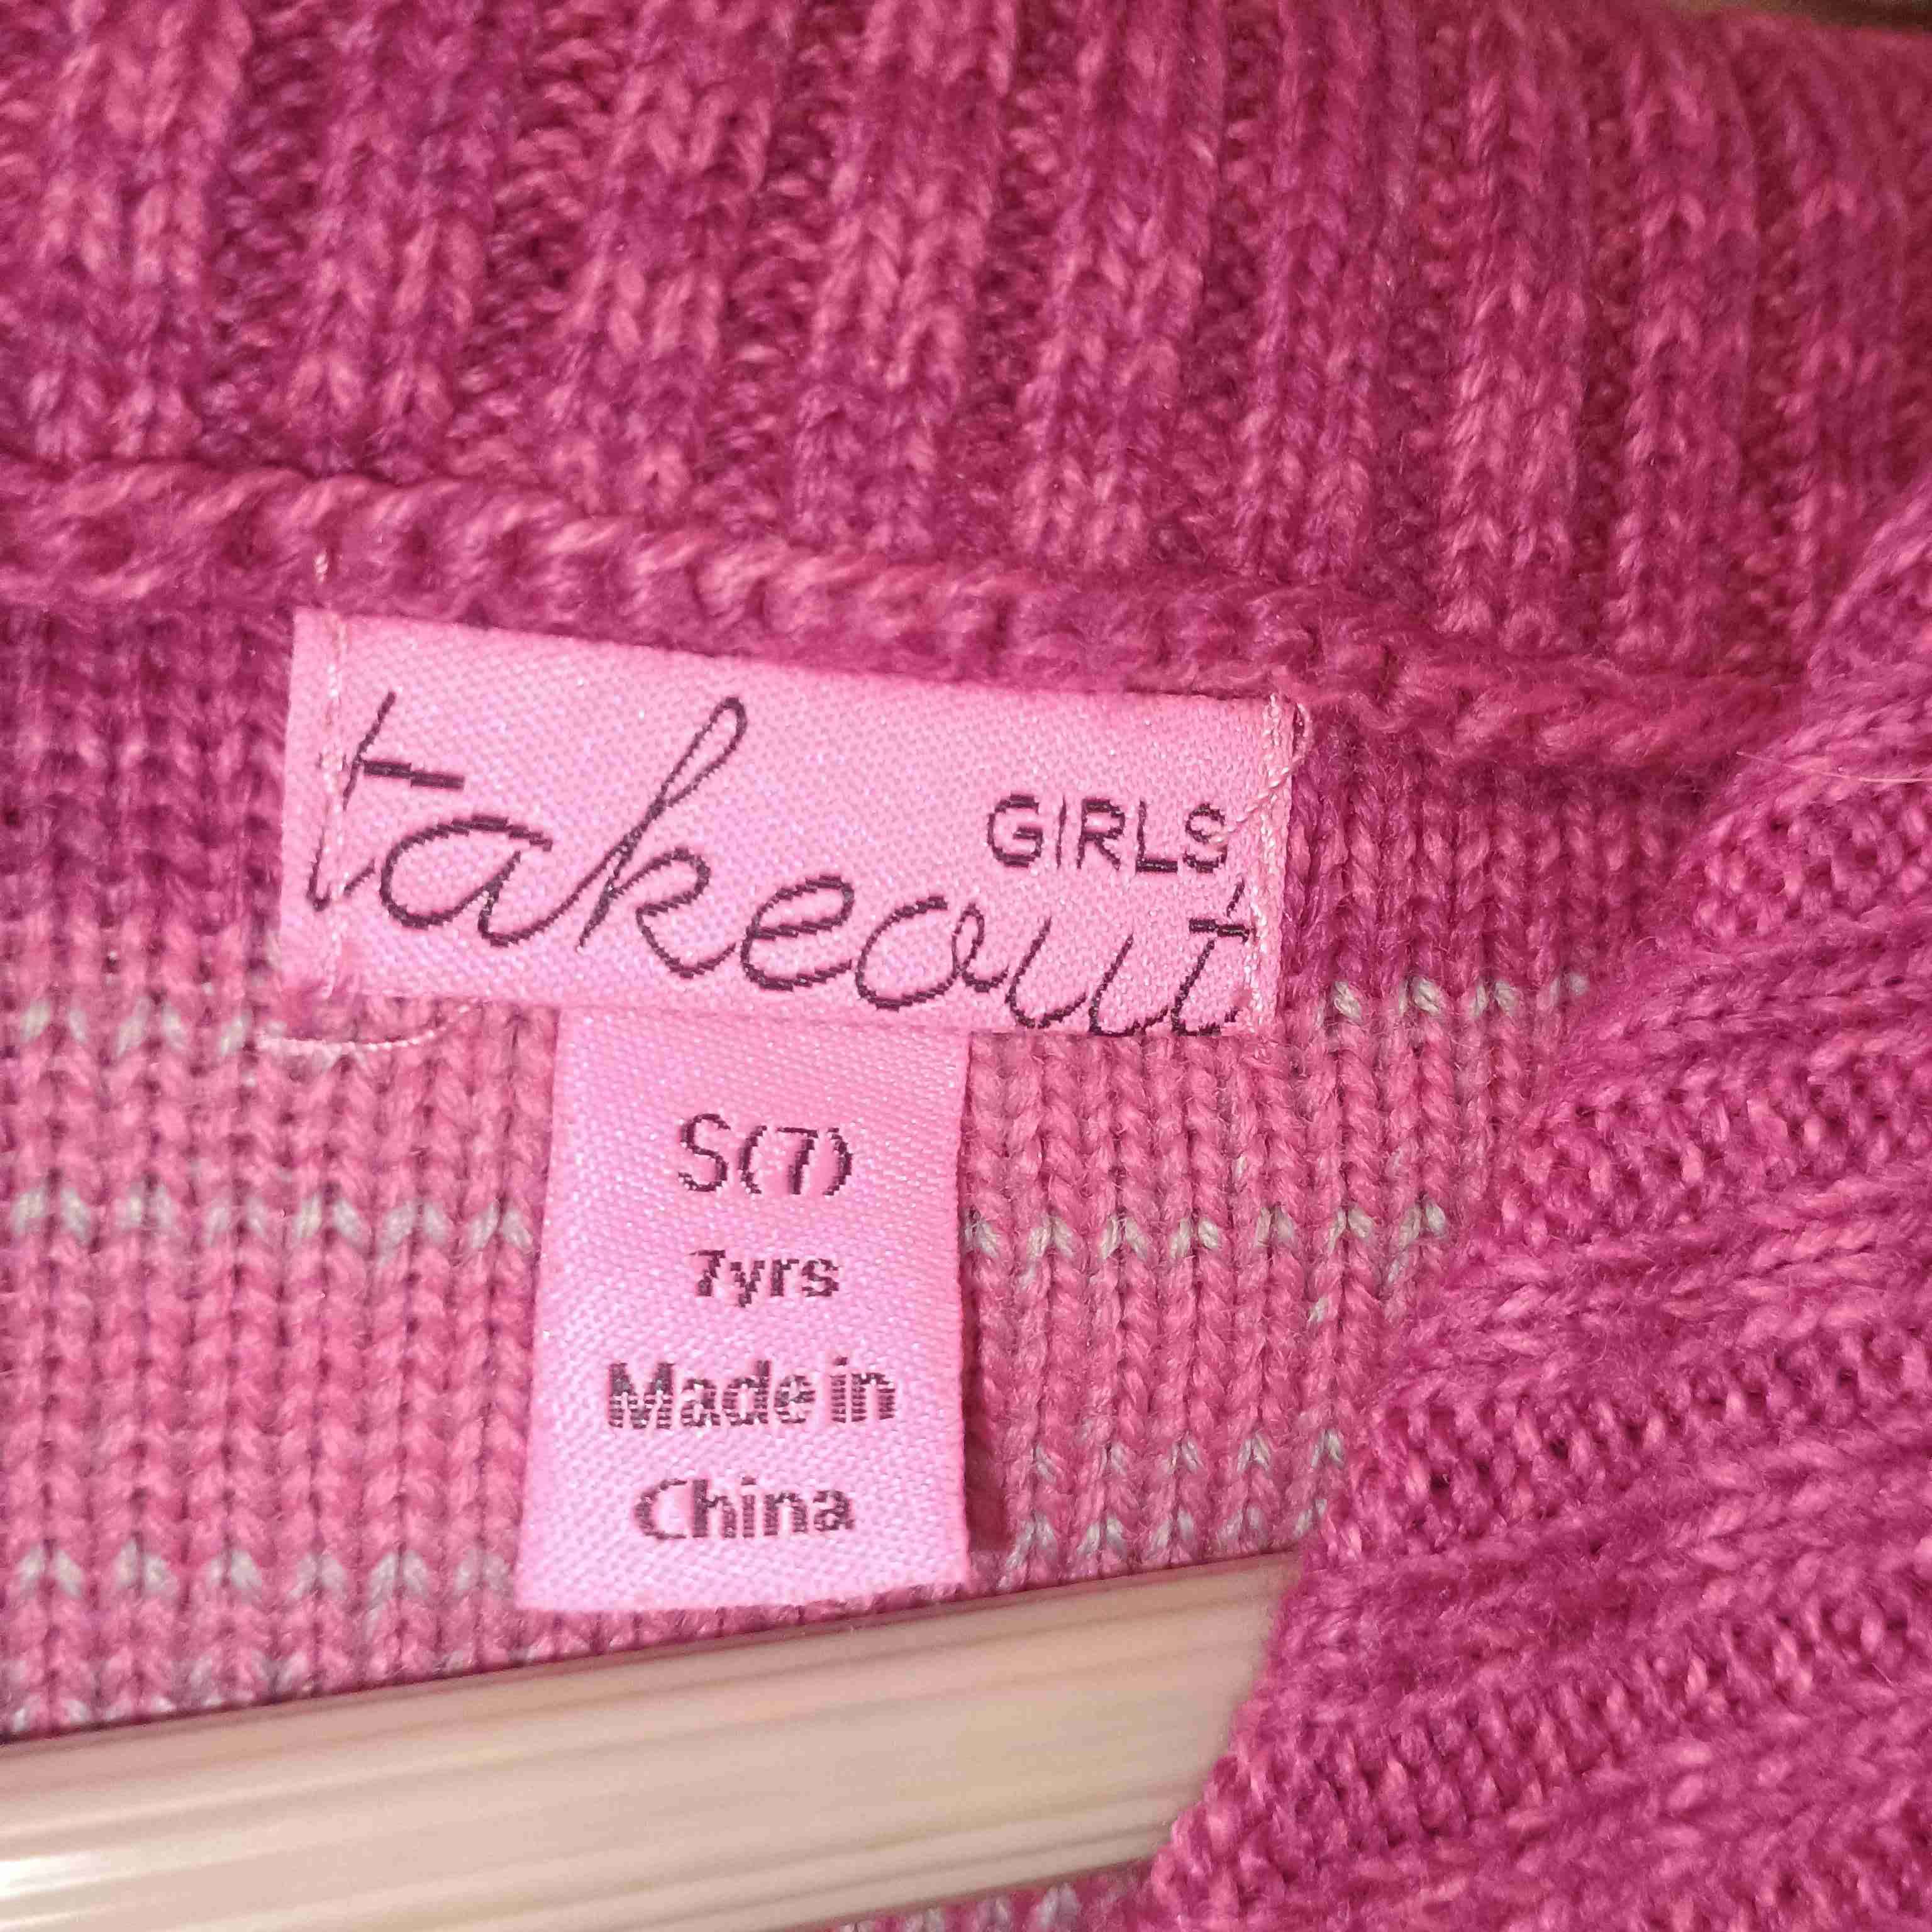 GIRLS
takeout
S(7)
7yrs
Made in
China